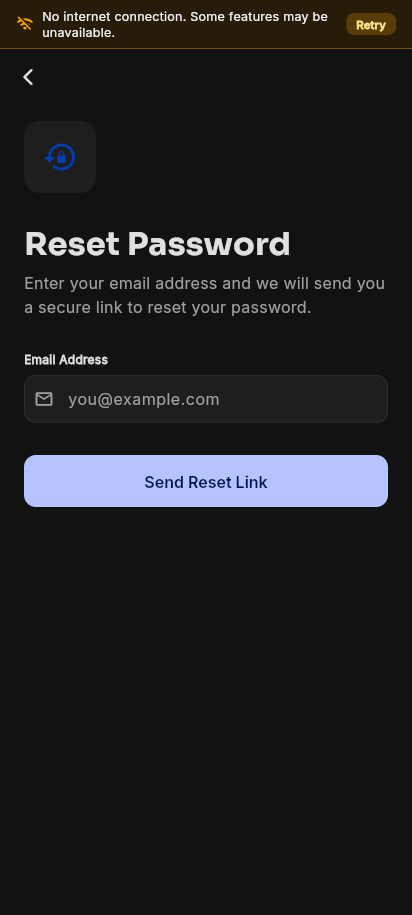 No internet connection. Some features may be
unavailable.
Retry
Reset Password
Enter your email address and we will send you
a secure link to reset your password.
Email Address
you@example.com
Send Reset Link